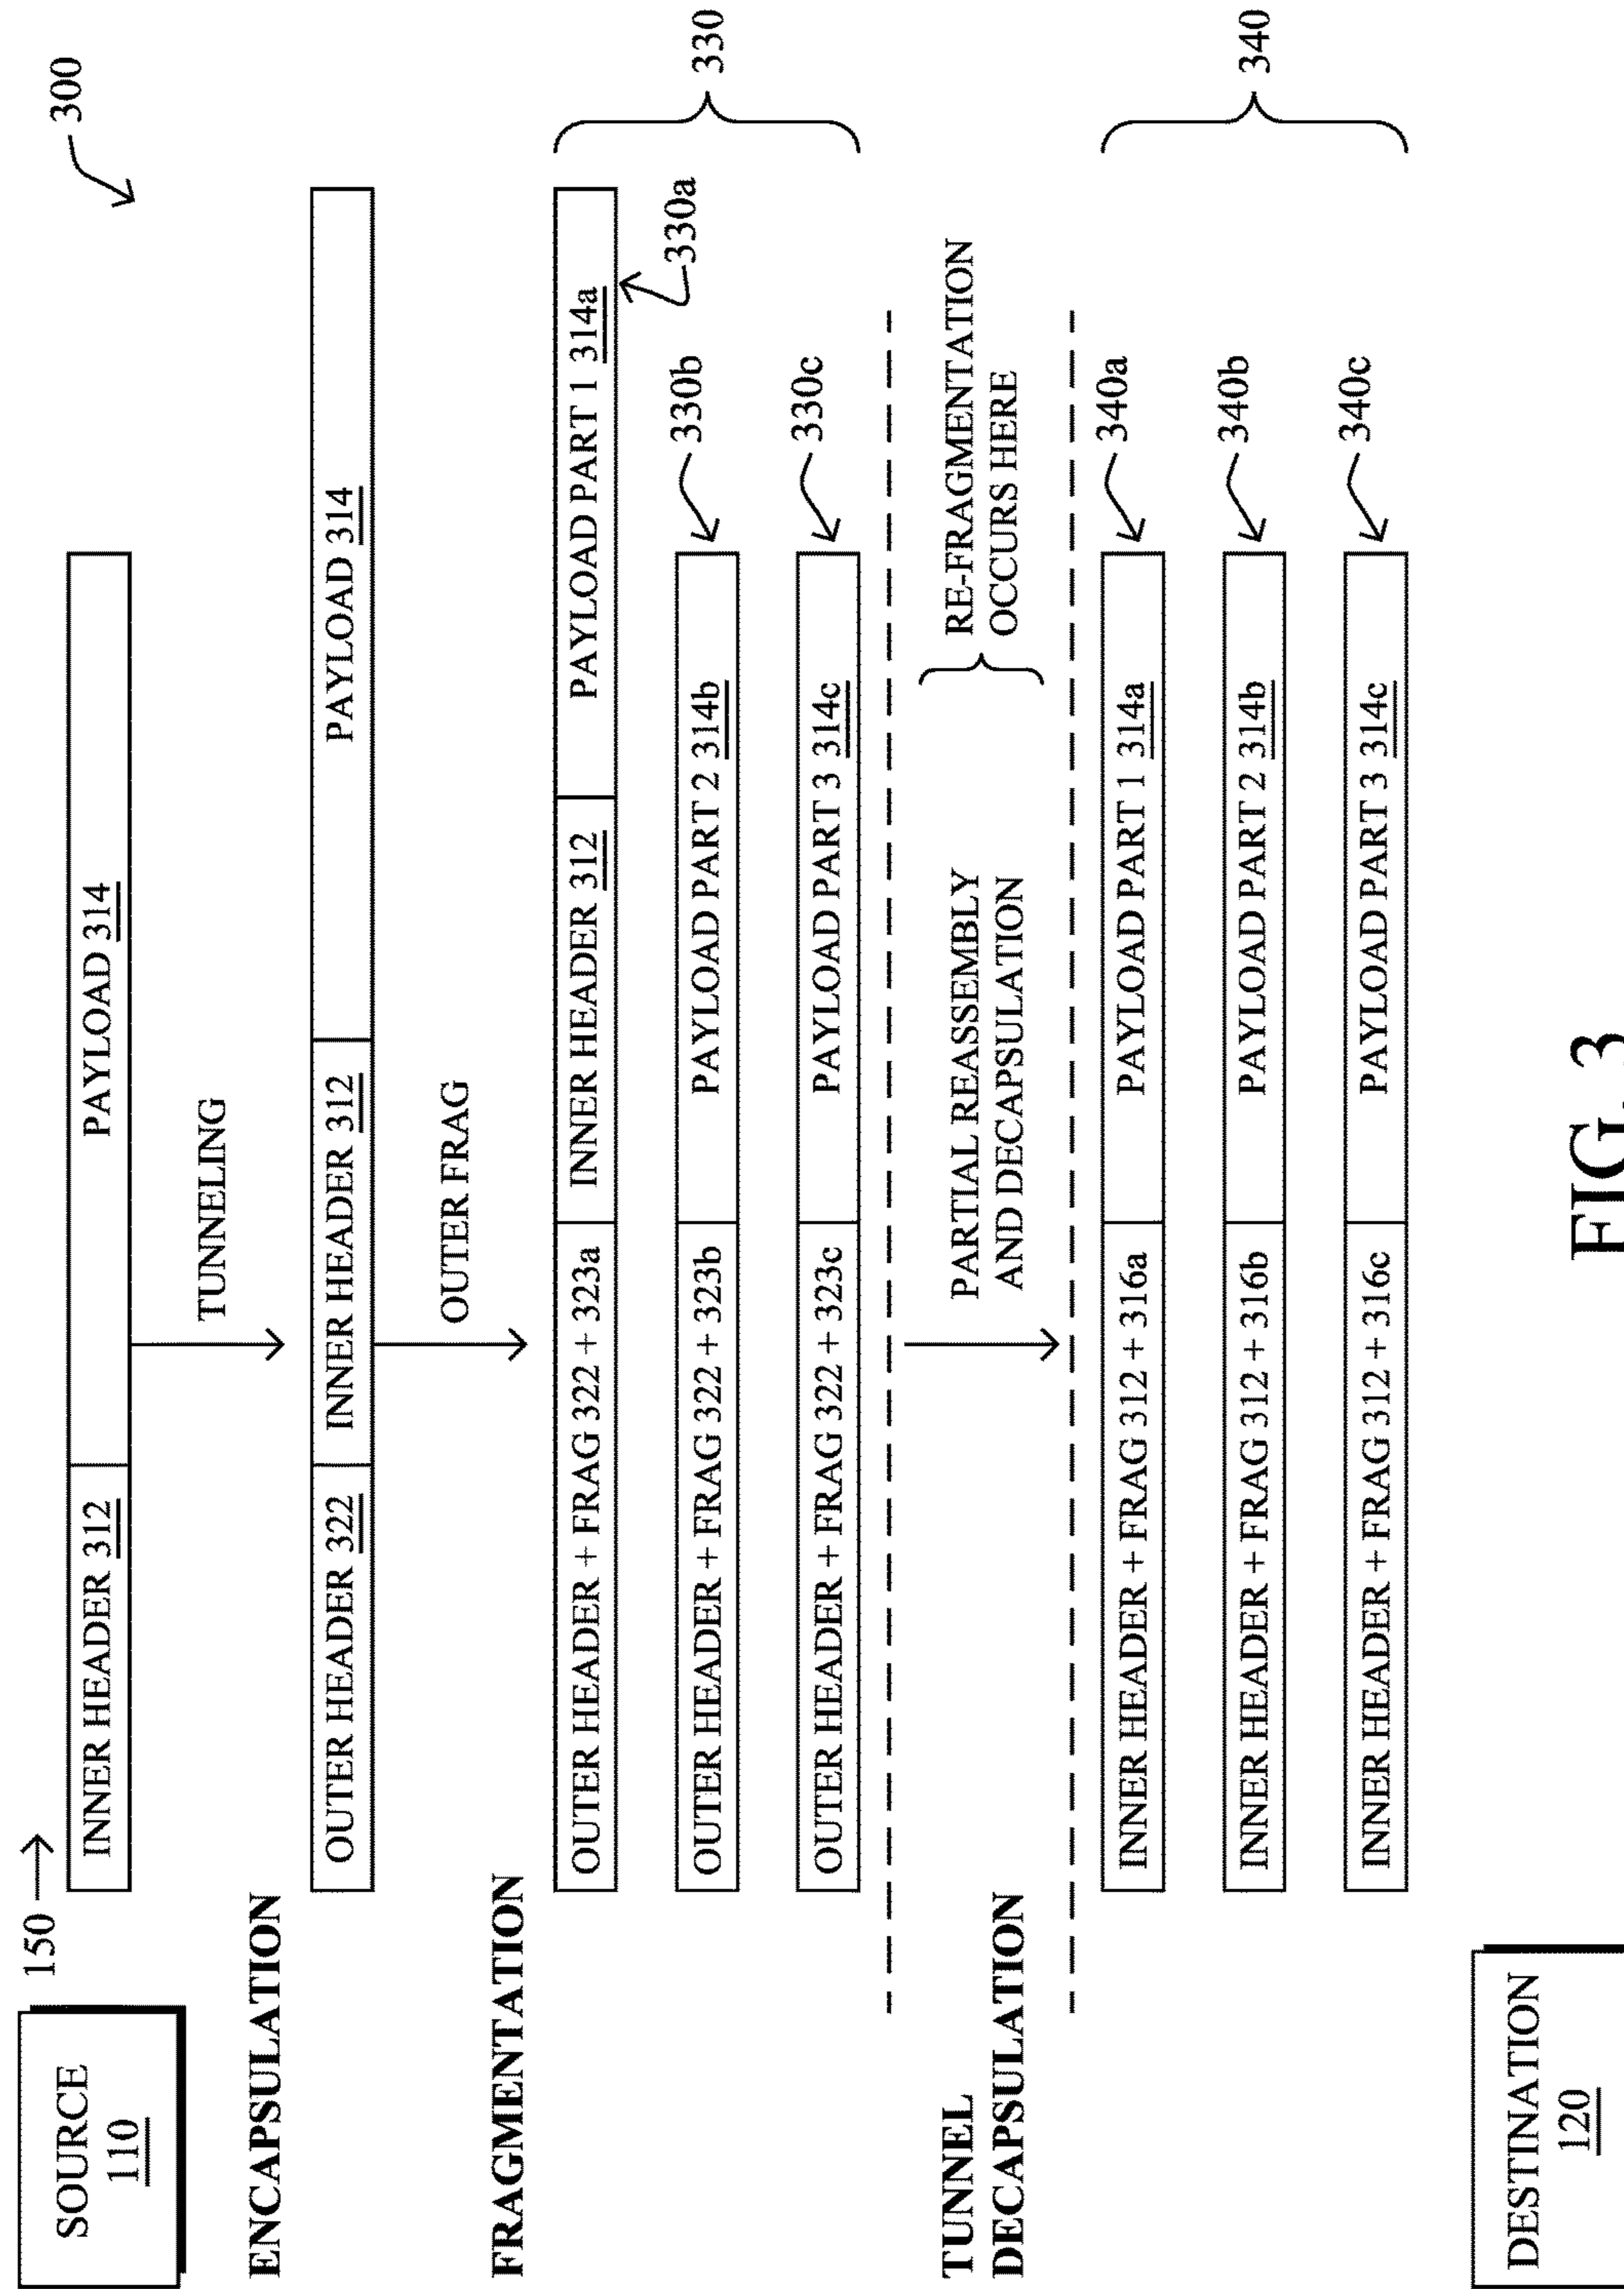 300
SOURCE
110
150
INNER HEADER 312
PAYLOAD 314
ENCAPSULATION
TUNNELING
OUTER HEADER 322
INNER HEADER 312
PAYLOAD 314
FRAGMENTATION
OUTER FRAG
OUTER HEADER + FRAG 322 + 323a
INNER HEADER 312
PAYLOAD PART 1 314a
330a
OUTER HEADER + FRAG 322 + 323b
PAYLOAD PART 2 314b
330b
OUTER HEADER + FRAG 322 + 323c
PAYLOAD PART 3 314c
330c
330
TUNNEL
DECAPSULATION
PARTIAL REASSEMBLY
AND DECAPSULATION
RE-FRAGMENTATION
OCCURS HERE
INNER HEADER + FRAG 312 + 316a
PAYLOAD PART 1 314a
340a
INNER HEADER + FRAG 312 + 316b
PAYLOAD PART 2 314b
340b
INNER HEADER + FRAG 312 + 316c
PAYLOAD PART 3 314c
340c
340
DESTINATION
120
FIG. 3